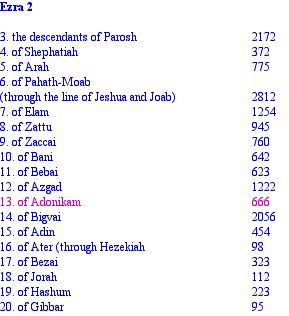 Ezra 2
3. the descendants of Parosh 2172
4. of Shephatiah 372
5. of Arah 775
6. of Pahath-Moab
(through the line of Jeshua and Joab) 2812
7. of Elam 1254
8. of Zattu 945
9. of Zaccai 760
10. of Bani 642
11. of Bebai 623
12. of Azgad 1222
13. of Adonikam 666
14. of Bigvai 2056
15. of Adin 454
16. of Ater (through Hezekiah 98
17. of Bezai 323
18. of Jorah 112
19. of Hashum 223
20. of Gibbar 95